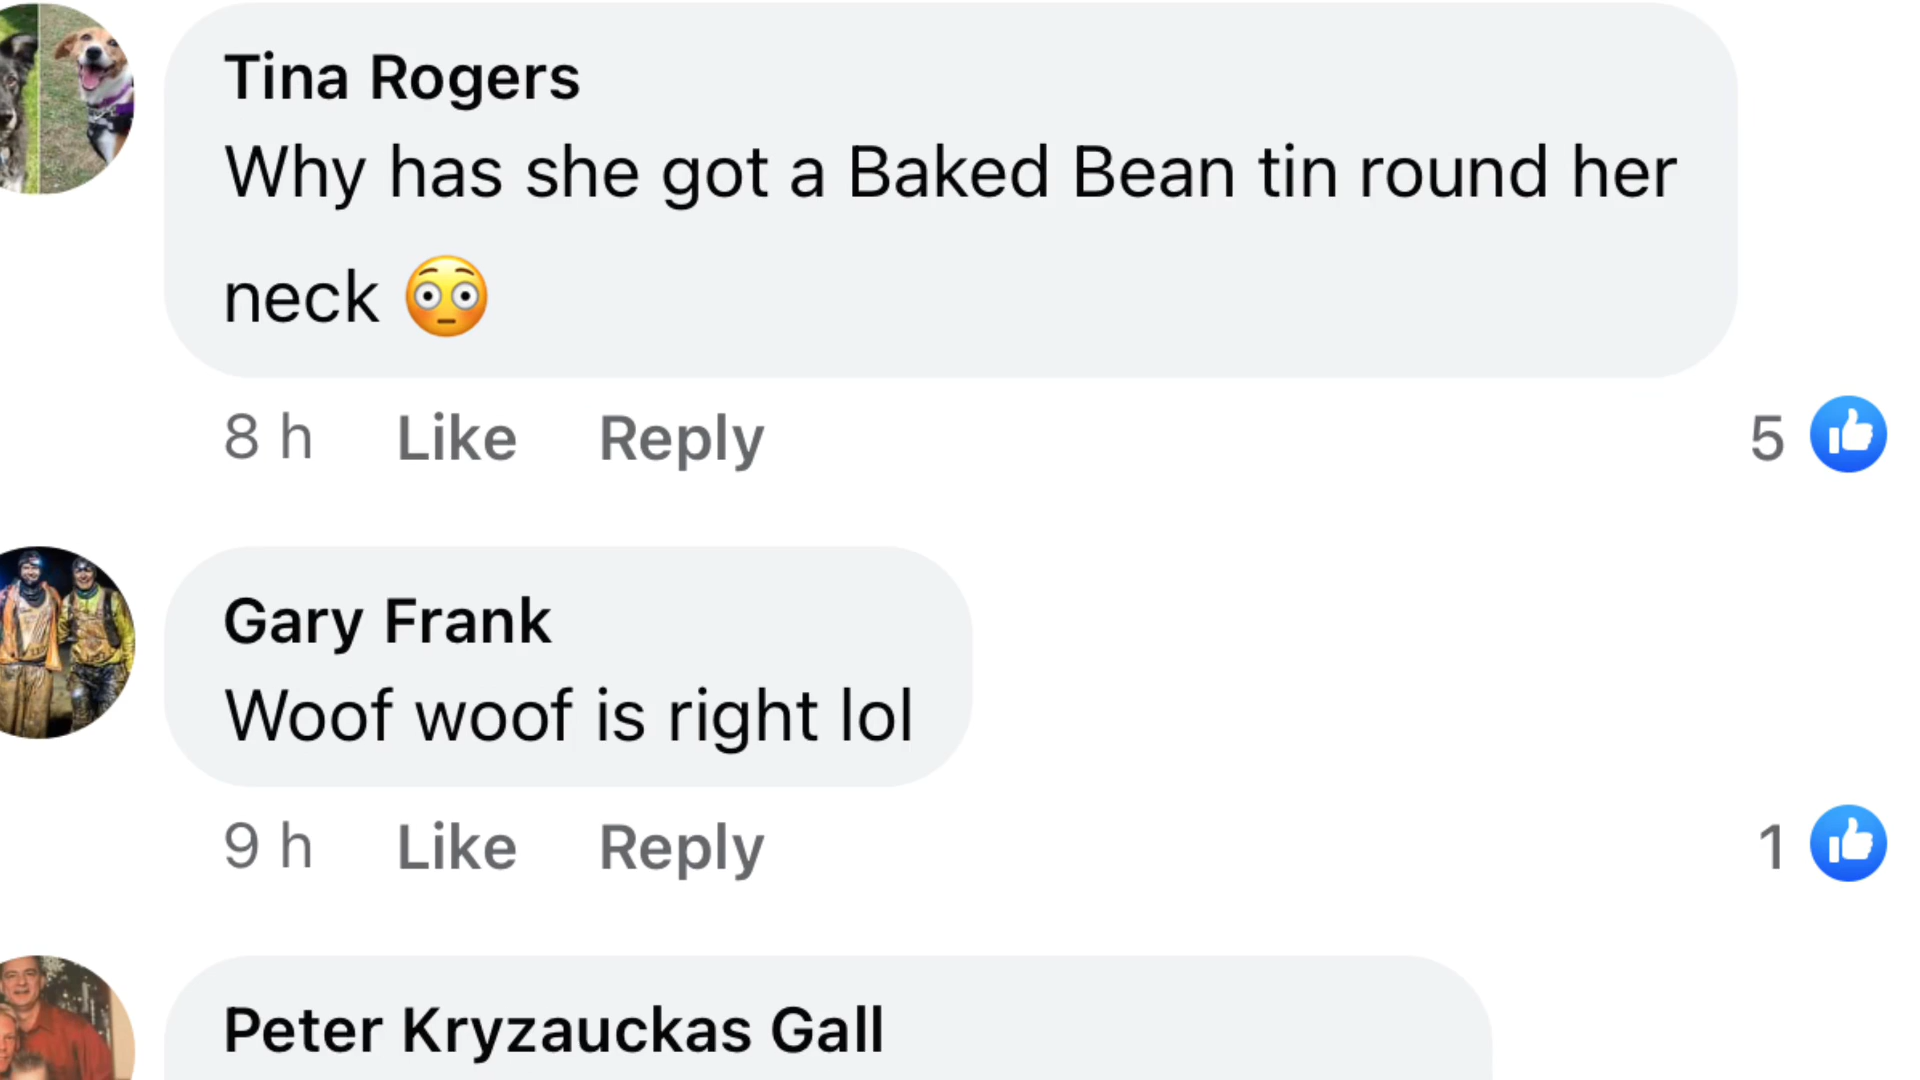 Tina Rogers
Why has she got a Baked Bean tin round her
neck 😳
8 h Like Reply 5
Gary Frank
Woof woof is right lol
9 h Like Reply 1
Peter Kryzauckas Gall